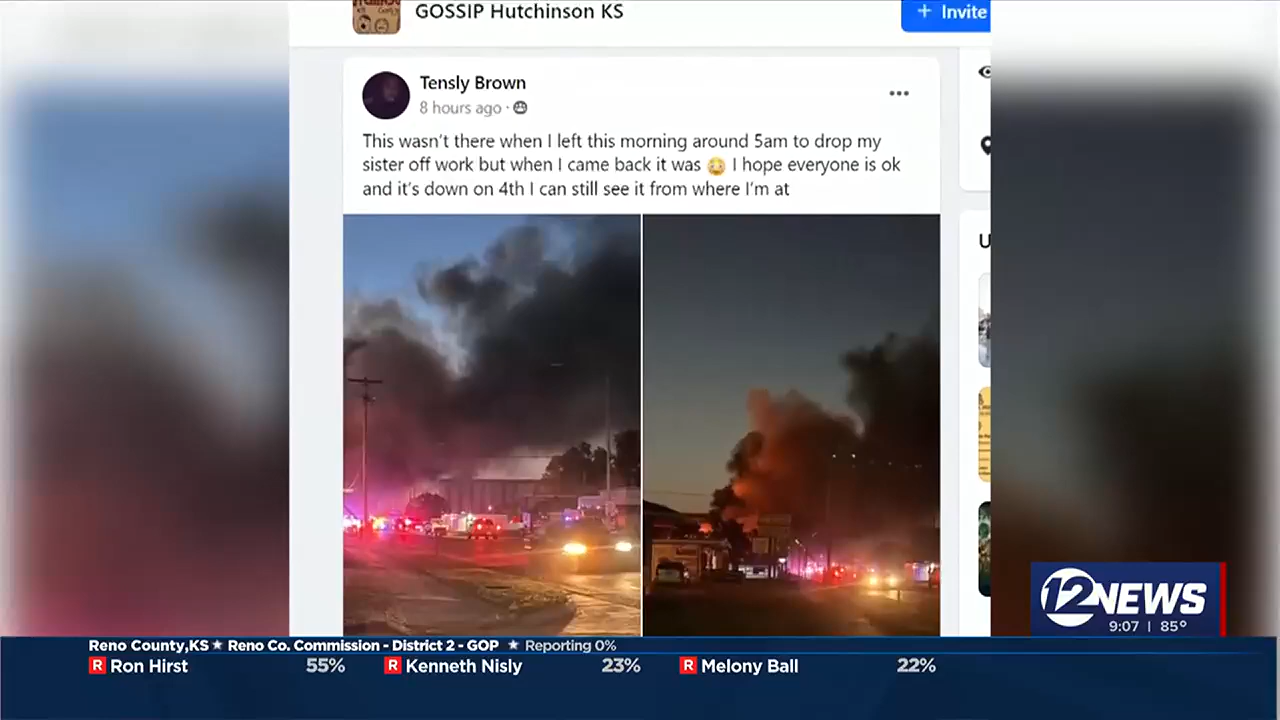 GOSSIP Hutchinson KS
+ Invite
Tensly Brown
8 hours ago ·
This wasn't there when I left this morning around 5am to drop my
sister off work but when I came back it was 😳 I hope everyone is ok
and it's down on 4th I can still see it from where I'm at
U
12 NEWS
9:07 | 85°
Reno County,KS ★ Reno Co. Commission - District 2 - GOP ★ Reporting 0%
R Ron Hirst 55% R Kenneth Nisly 23% R Melony Ball 22%